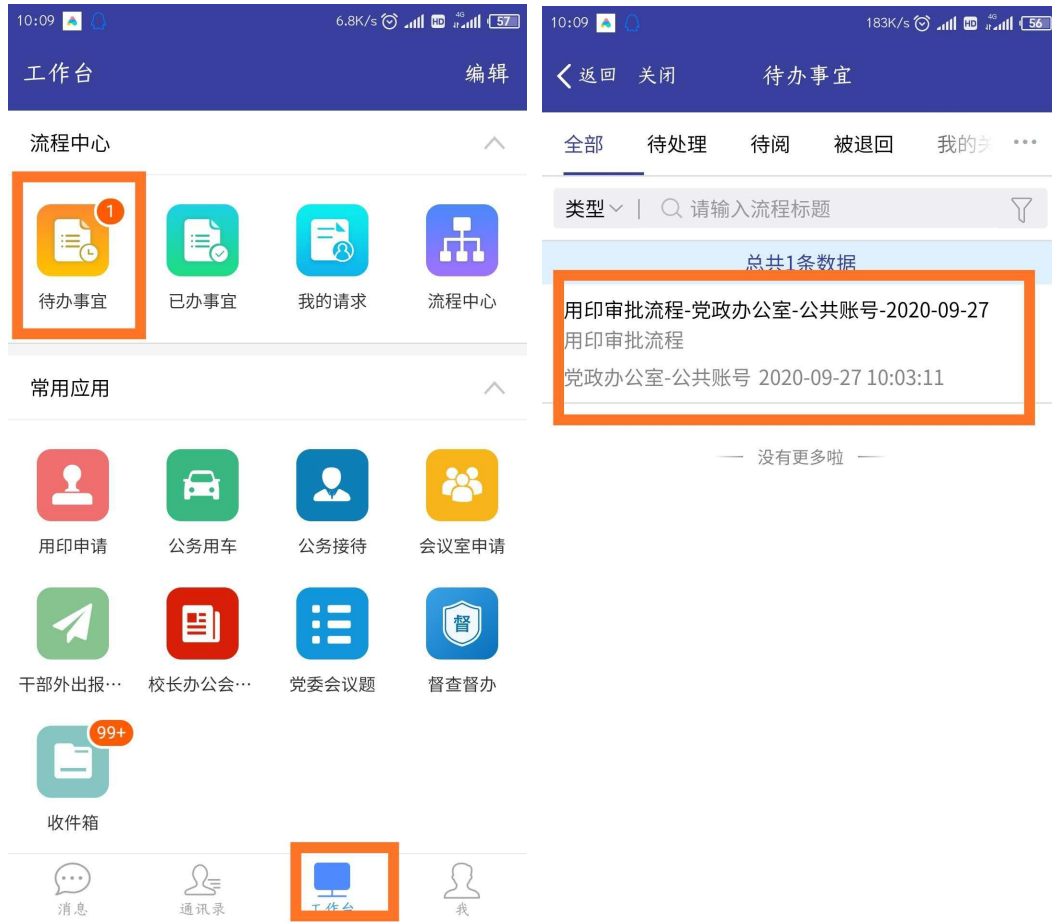 10:09
6.8K/s
HD
4G
57
工作台
编辑
流程中心
1
待办事宜
已办事宜
我的请求
流程中心
常用应用
用印申请
公务用车
公务接待
会议室申请
督
干部外出报…
校长办公会…
党委会议题
督查督办
99+
收件箱
消息
通讯录
工作台
我
10:09
183K/s
HD
4G
56
返回
关闭
待办事宜
全部
待处理
待阅
被退回
我的关
类型
请输入流程标题
总共1条数据
用印审批流程-党政办公室-公共账号-2020-09-27
用印审批流程
党政办公室-公共账号 2020-09-27 10:03:11
没有更多啦